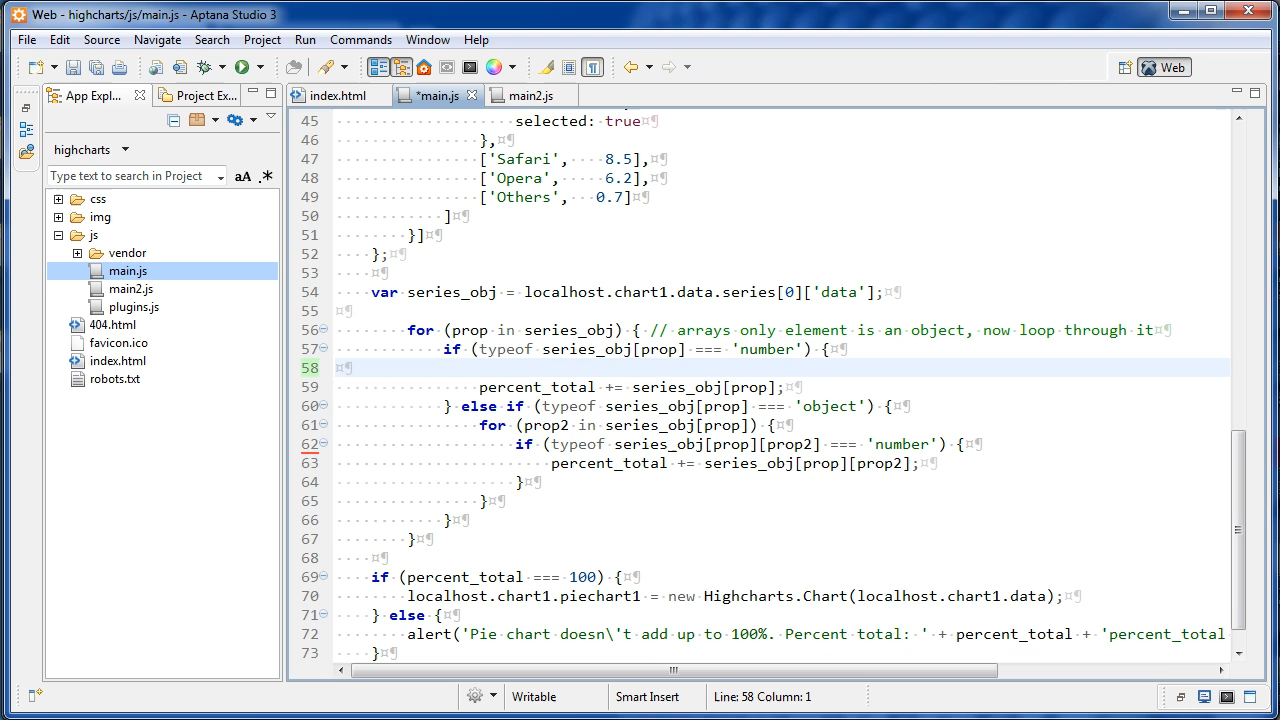 Web - highcharts/js/main.js - Aptana Studio 3
File Edit Source Navigate Search Project Run Commands Window Help
Web
App Expl... Project Ex...
index.html *main.js main2.js
highcharts
Type text to search in Project aA .*
css
img
js
vendor
main.js
main2.js
plugins.js
404.html
favicon.ico
index.html
robots.txt
45 selected: true
46 },
47 ['Safari', 8.5],
48 ['Opera', 6.2],
49 ['Others', 0.7]
50 ]
51 }]
52 };
53
54 var series_obj = localhost.chart1.data.series[0]['data'];
55
56 for (prop in series_obj) { // arrays only element is an object, now loop through it
57 if (typeof series_obj[prop] === 'number') {
58
59 percent_total += series_obj[prop];
60 } else if (typeof series_obj[prop] === 'object') {
61 for (prop2 in series_obj[prop]) {
62 if (typeof series_obj[prop][prop2] === 'number') {
63 percent_total += series_obj[prop][prop2];
64 }
65 }
66 }
67 }
68
69 if (percent_total === 100) {
70 localhost.chart1.piechart1 = new Highcharts.Chart(localhost.chart1.data);
71 } else {
72 alert('Pie chart doesn\'t add up to 100%. Percent total: ' + percent_total + 'percent_total
73 }
Writable Smart Insert Line: 58 Column: 1